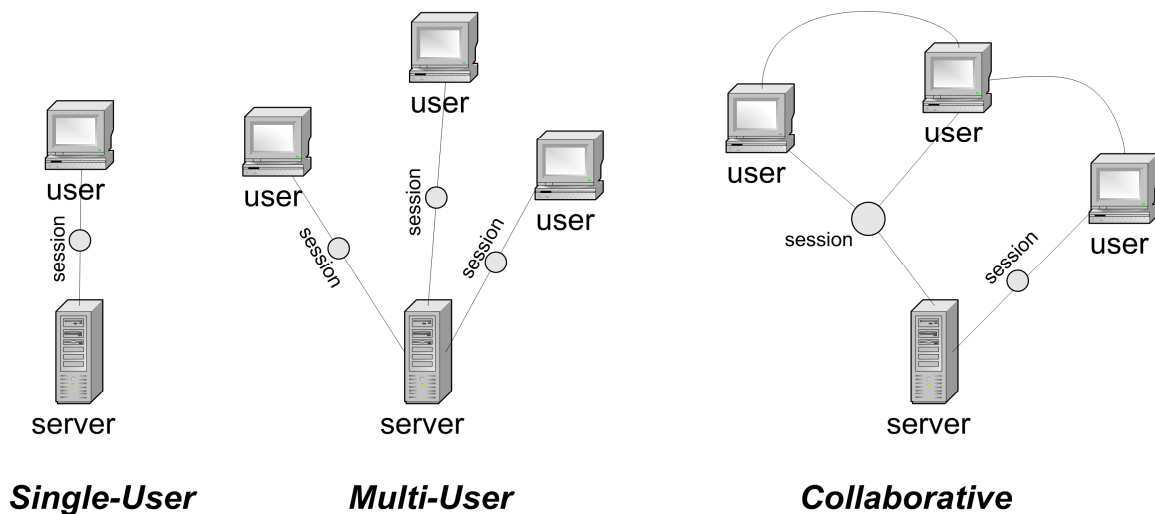 user
session
server
Single-User
user
user
user
session
session
session
server
Multi-User
user
user
user
session
session
server
Collaborative